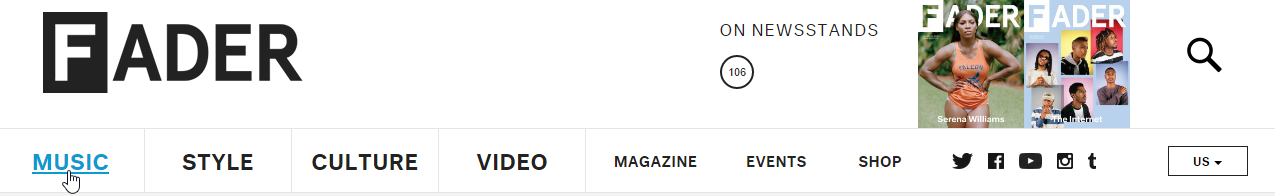 FADER
ON NEWSSTANDS
106
FADER
Serena Williams
FADER
The Internet
MUSIC
STYLE
CULTURE
VIDEO
MAGAZINE
EVENTS
SHOP
US